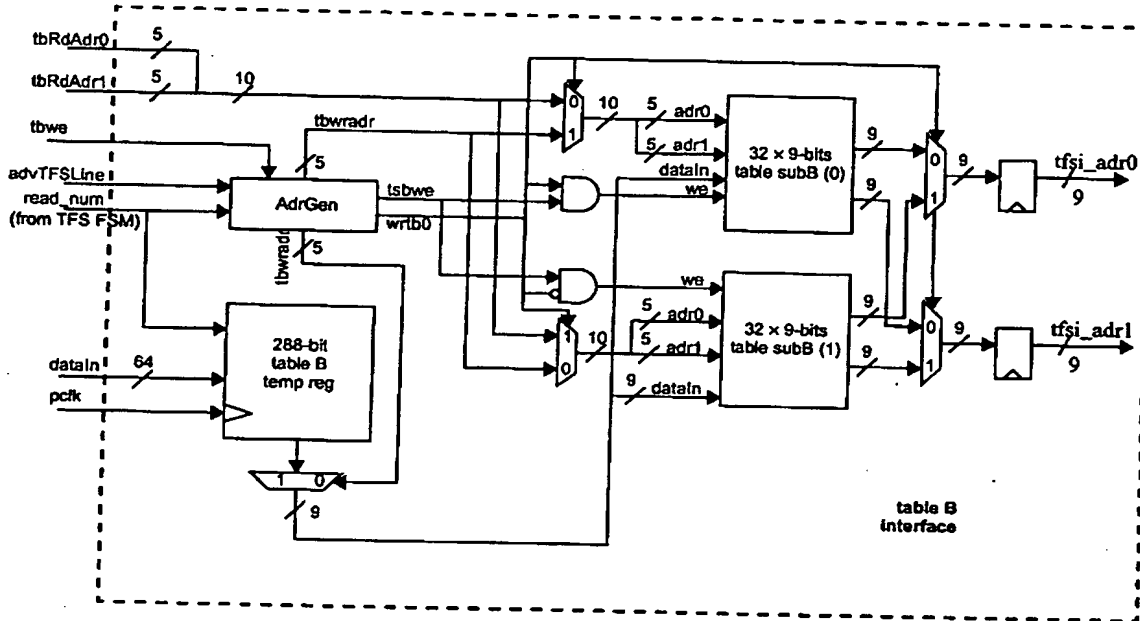 tbRdAdr0
5
tbRdAdr1
5
10
tbwe
advTFSLine
read_num
(from TFS FSM)
AdrGen
tbwradr
5
tsbwe
wrtb0
tbwradr
5
288-bit
table B
temp reg
dataIn
64
pclk
1 0
9
0
1
10
5
adr0
5
adr1
dataIn
we
32 × 9-bits
table subB (0)
9
9
0
1
9
tfsi_adr0
9
we
1
0
10
5
adr0
5
adr1
9
dataIn
32 × 9-bits
table subB (1)
9
9
0
1
9
tfsi_adr1
9
table B
interface